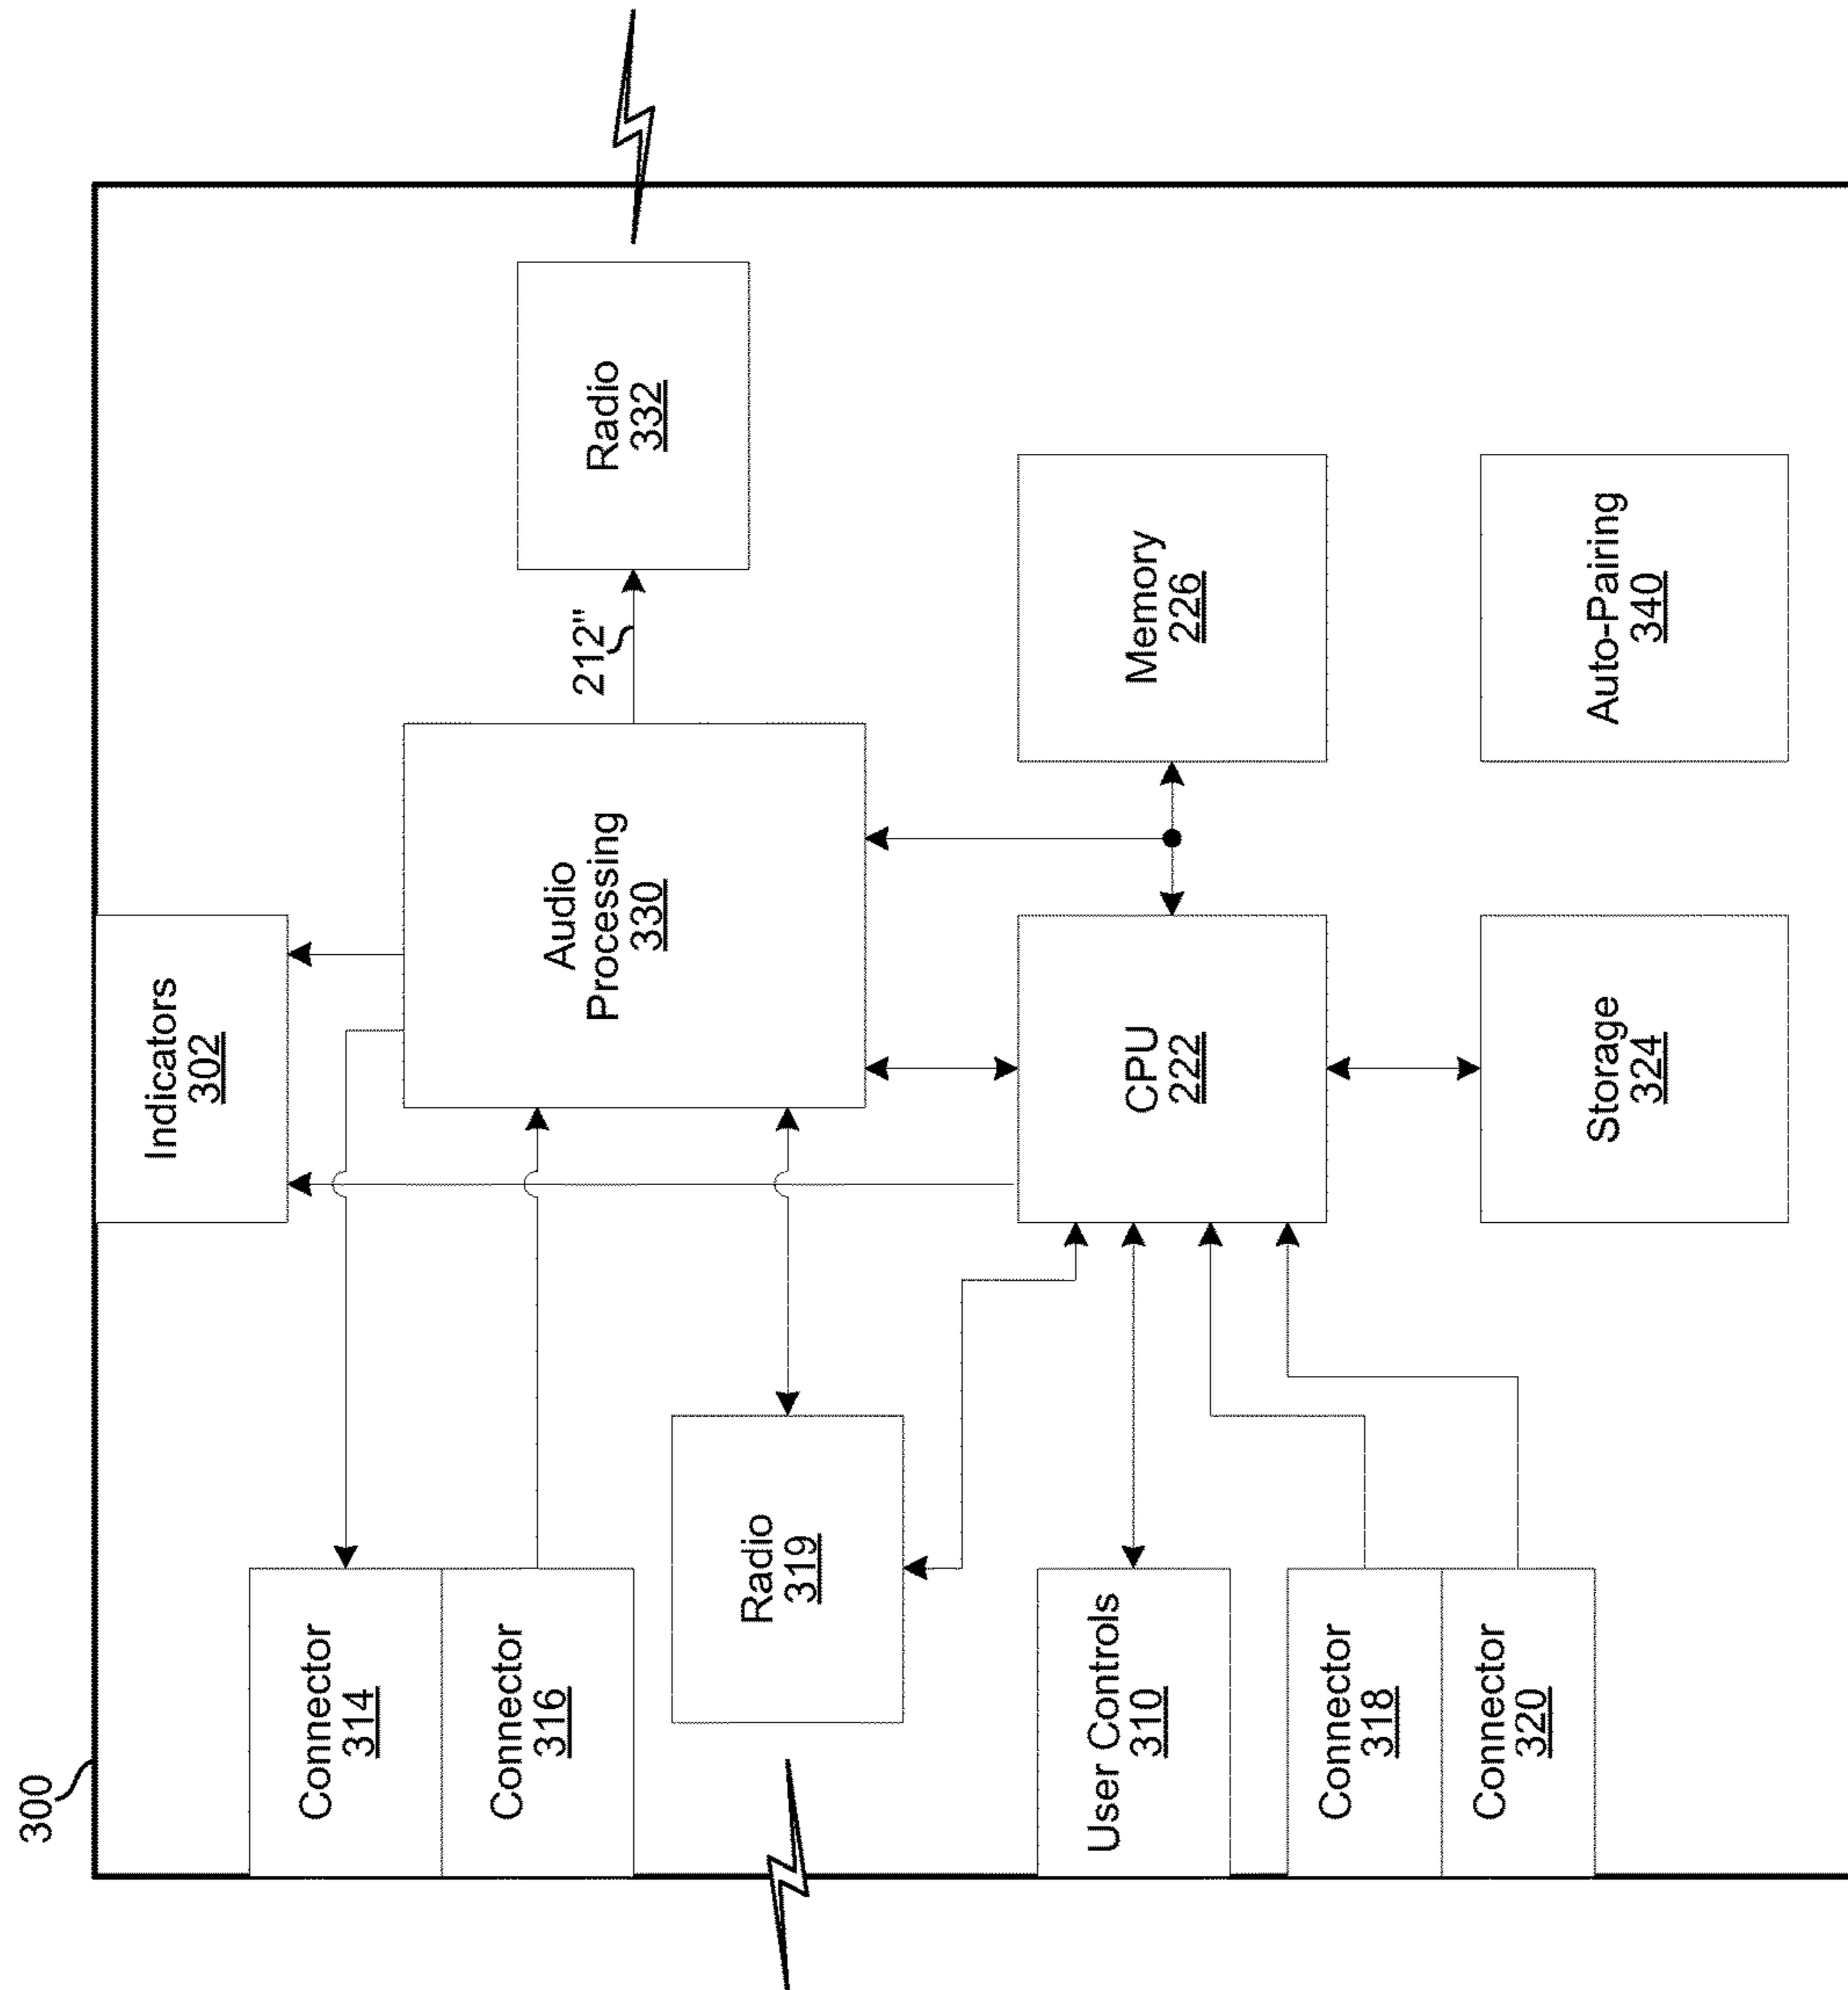 300
Connector
314
Connector
316
Radio
319
User Controls
310
Connector
318
Connector
320
Indicators
302
Audio
Processing
330
CPU
222
Storage
324
212"
Radio
332
Memory
226
Auto-Pairing
340